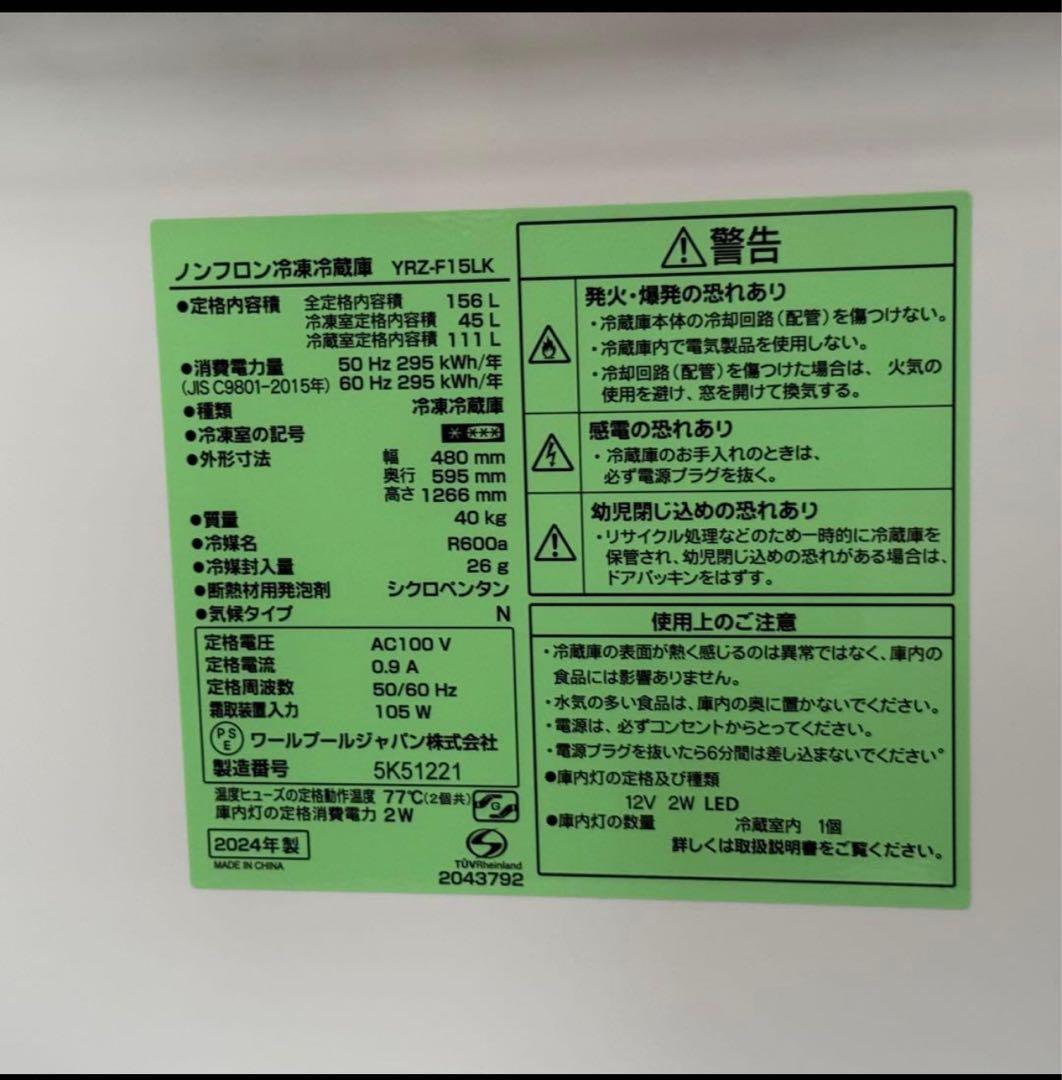 ノンフロン冷凍冷蔵庫 YRZ-F15LK
●定格内容積 全定格内容積 156 L
冷凍室定格内容積 45 L
冷蔵室定格内容積 111 L
●消費電力量 50 Hz 295 kWh/年
(JIS C9801-2015年) 60 Hz 295 kWh/年
●種類 冷凍冷蔵庫
●冷凍室の記号 * ***
●外形寸法 幅 480 mm
奥行 595 mm
高さ 1266 mm
●質量 40 kg
●冷媒名 R600a
●冷媒封入量 26 g
●断熱材用発泡剤 シクロペンタン
●気候タイプ N
定格電圧 AC100 V
定格電流 0.9 A
定格周波数 50/60 Hz
霜取装置入力 105 W
PSE ワールプールジャパン株式会社
製造番号 5K51221
温度ヒューズの定格動作温度 77℃(2個共)
庫内灯の定格消費電力 2W
G
2024年 製
MADE IN CHINA
TÜVRheinland
2043792
警告
発火・爆発の恐れあり
・冷蔵庫本体の冷却回路(配管)を傷つけない。
・冷蔵庫内で電気製品を使用しない。
・冷却回路(配管)を傷つけた場合は、 火気の
使用を避け、窓を開けて換気する。
感電の恐れあり
・冷蔵庫のお手入れのときは、
必ず電源プラグを抜く。
幼児閉じ込めの恐れあり
・リサイクル処理などのため一時的に冷蔵庫を
保管され、幼児閉じ込めの恐れがある場合は、
ドアパッキンをはずす。
使用上のご注意
・冷蔵庫の表面が熱く感じるのは異常ではなく、庫内の
食品には影響ありません。
・水気の多い食品は、庫内の奥に置かないでください。
・電源は、必ずコンセントからとってください。
・電源プラグを抜いたら6分間は差し込まないでください。
●庫内灯の定格及び種類
12V 2W LED
●庫内灯の数量 冷蔵室内 1個
詳しくは取扱説明書をご覧ください。